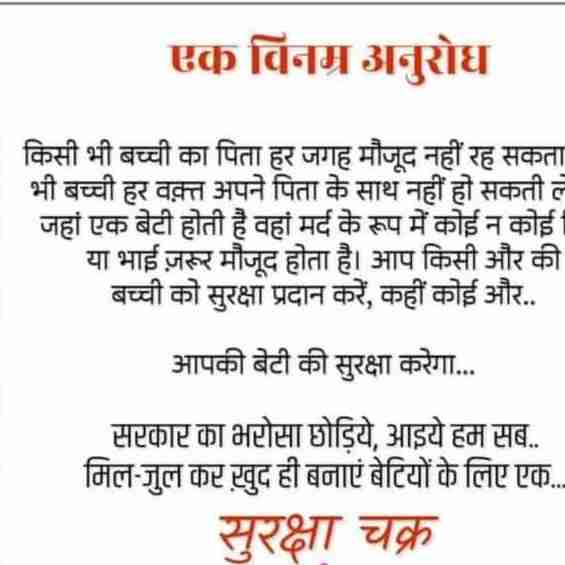 एक विनम्र अनुरोध
किसी भी बच्ची का पिता हर जगह मौजूद नहीं रह सकता
भी बच्ची हर वक़्त अपने पिता के साथ नहीं हो सकती
जहां एक बेटी होती है वहां मर्द के रूप में कोई न कोई
या भाई ज़रूर मौजूद होता है। आप किसी और की
बच्ची को सुरक्षा प्रदान करें, कहीं कोई और..
आपकी बेटी की सुरक्षा करेगा...
सरकार का भरोसा छोड़िये, आइये हम सब..
मिल-जुल कर ख़ुद ही बनाएं बेटियों के लिए एक...
सुरक्षा चक्र